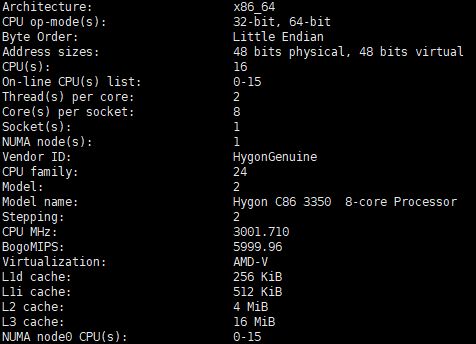 Architecture: x86_64
CPU op-mode(s): 32-bit, 64-bit
Byte Order: Little Endian
Address sizes: 48 bits physical, 48 bits virtual
CPU(s): 16
On-line CPU(s) list: 0-15
Thread(s) per core: 2
Core(s) per socket: 8
Socket(s): 1
NUMA node(s): 1
Vendor ID: HygonGenuine
CPU family: 24
Model: 2
Model name: Hygon C86 3350  8-core Processor
Stepping: 2
CPU MHz: 3001.710
BogoMIPS: 5999.96
Virtualization: AMD-V
L1d cache: 256 KiB
L1i cache: 512 KiB
L2 cache: 4 MiB
L3 cache: 16 MiB
NUMA node0 CPU(s): 0-15